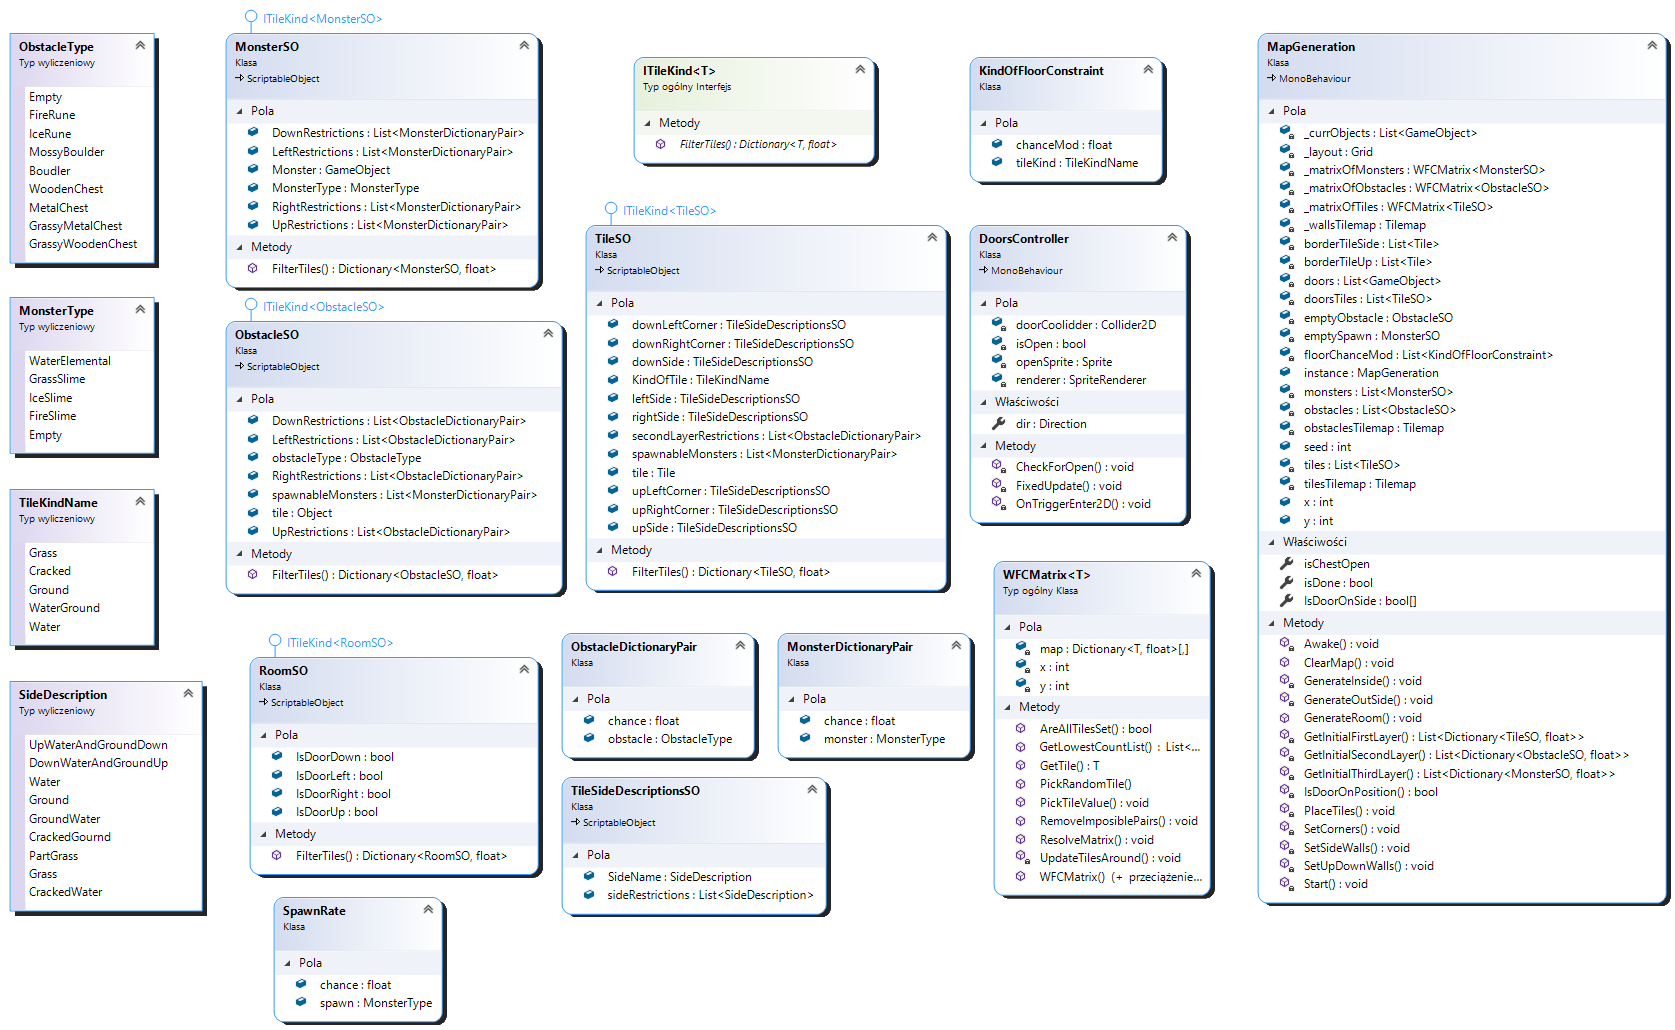 ObstacleType
Typ wyliczeniowy
Empty
FireRune
IceRune
MossyBoulder
Boudler
WoodenChest
MetalChest
GrassyMetalChest
GrassyWoodenChest
MonsterType
Typ wyliczeniowy
WaterElemental
GrassSlime
IceSlime
FireSlime
Empty
TileKindName
Typ wyliczeniowy
Grass
Cracked
Ground
WaterGround
Water
SideDescription
Typ wyliczeniowy
UpWaterAndGroundDown
DownWaterAndGroundUp
Water
Ground
GroundWater
CrackedGournd
PartGrass
Grass
CrackedWater
ITileKind<MonsterSO>
MonsterSO
Klasa
ScriptableObject
Pola
DownRestrictions : List<MonsterDictionaryPair>
LeftRestrictions : List<MonsterDictionaryPair>
Monster : GameObject
MonsterType : MonsterType
RightRestrictions : List<MonsterDictionaryPair>
UpRestrictions : List<MonsterDictionaryPair>
Metody
FilterTiles() : Dictionary<MonsterSO, float>
ITileKind<ObstacleSO>
ObstacleSO
Klasa
ScriptableObject
Pola
DownRestrictions : List<ObstacleDictionaryPair>
LeftRestrictions : List<ObstacleDictionaryPair>
obstacleType : ObstacleType
RightRestrictions : List<ObstacleDictionaryPair>
spawnableMonsters : List<MonsterDictionaryPair>
tile : Object
UpRestrictions : List<ObstacleDictionaryPair>
Metody
FilterTiles() : Dictionary<ObstacleSO, float>
ITileKind<RoomSO>
RoomSO
Klasa
ScriptableObject
Pola
IsDoorDown : bool
IsDoorLeft : bool
IsDoorRight : bool
IsDoorUp : bool
Metody
FilterTiles() : Dictionary<RoomSO, float>
SpawnRate
Klasa
Pola
chance : float
spawn : MonsterType
ITileKind<T>
Typ ogólny Interfejs
Metody
FilterTiles() : Dictionary<T, float>
ITileKind<TileSO>
TileSO
Klasa
ScriptableObject
Pola
downLeftCorner : TileSideDescriptionsSO
downRightCorner : TileSideDescriptionsSO
downSide : TileSideDescriptionsSO
KindOfTile : TileKindName
leftSide : TileSideDescriptionsSO
rightSide : TileSideDescriptionsSO
secondLayerRestrictions : List<ObstacleDictionaryPair>
spawnableMonsters : List<MonsterDictionaryPair>
tile : Tile
upLeftCorner : TileSideDescriptionsSO
upRightCorner : TileSideDescriptionsSO
upSide : TileSideDescriptionsSO
Metody
FilterTiles() : Dictionary<TileSO, float>
ObstacleDictionaryPair
Klasa
Pola
chance : float
obstacle : ObstacleType
MonsterDictionaryPair
Klasa
Pola
chance : float
monster : MonsterType
TileSideDescriptionsSO
Klasa
ScriptableObject
Pola
SideName : SideDescription
sideRestrictions : List<SideDescription>
KindOfFloorConstraint
Klasa
Pola
chanceMod : float
tileKind : TileKindName
DoorsController
Klasa
MonoBehaviour
Pola
doorCoolidder : Collider2D
isOpen : bool
openSprite : Sprite
renderer : SpriteRenderer
Właściwości
dir : Direction
Metody
CheckForOpen() : void
FixedUpdate() : void
OnTriggerEnter2D() : void
WFCMatrix<T>
Typ ogólny Klasa
Pola
map : Dictionary<T, float>[,]
x : int
y : int
Metody
AreAllTilesSet() : bool
GetLowestCountList() : List<...
GetTile() : T
PickRandomTile()
PickTileValue() : void
RemoveImposiblePairs() : void
ResolveMatrix() : void
UpdateTilesAround() : void
WFCMatrix() (+ przeciążenie...
MapGeneration
Klasa
MonoBehaviour
Pola
_currObjects : List<GameObject>
_layout : Grid
_matrixOfMonsters : WFCMatrix<MonsterSO>
_matrixOfObstacles : WFCMatrix<ObstacleSO>
_matrixOfTiles : WFCMatrix<TileSO>
_wallsTilemap : Tilemap
borderTileSide : List<Tile>
borderTileUp : List<Tile>
doors : List<GameObject>
doorsTiles : List<TileSO>
emptyObstacle : ObstacleSO
emptySpawn : MonsterSO
floorChanceMod : List<KindOfFloorConstraint>
instance : MapGeneration
monsters : List<MonsterSO>
obstacles : List<ObstacleSO>
obstaclesTilemap : Tilemap
seed : int
tiles : List<TileSO>
tilesTilemap : Tilemap
x : int
y : int
Właściwości
isChestOpen
isDone : bool
IsDoorOnSide : bool[]
Metody
Awake() : void
ClearMap() : void
GenerateInside() : void
GenerateOutSide() : void
GenerateRoom() : void
GetInitialFirstLayer() : List<Dictionary<TileSO, float>>
GetInitialSecondLayer() : List<Dictionary<ObstacleSO, float>>
GetInitialThirdLayer() : List<Dictionary<MonsterSO, float>>
IsDoorOnPosition() : bool
PlaceTiles() : void
SetCorners() : void
SetSideWalls() : void
SetUpDownWalls() : void
Start() : void